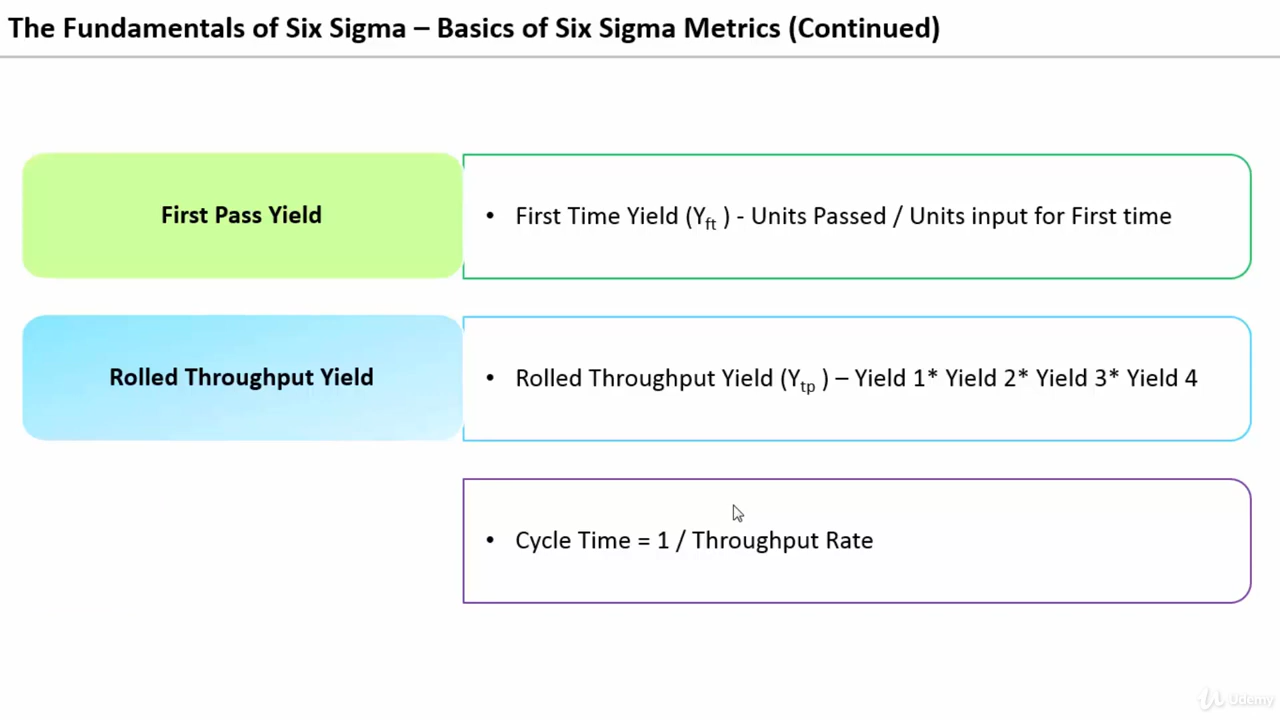 The Fundamentals of Six Sigma – Basics of Six Sigma Metrics (Continued)
First Pass Yield
• First Time Yield (Yft ) - Units Passed / Units input for First time
Rolled Throughput Yield
• Rolled Throughput Yield (Ytp ) – Yield 1* Yield 2* Yield 3* Yield 4
• Cycle Time = 1 / Throughput Rate
Udemy